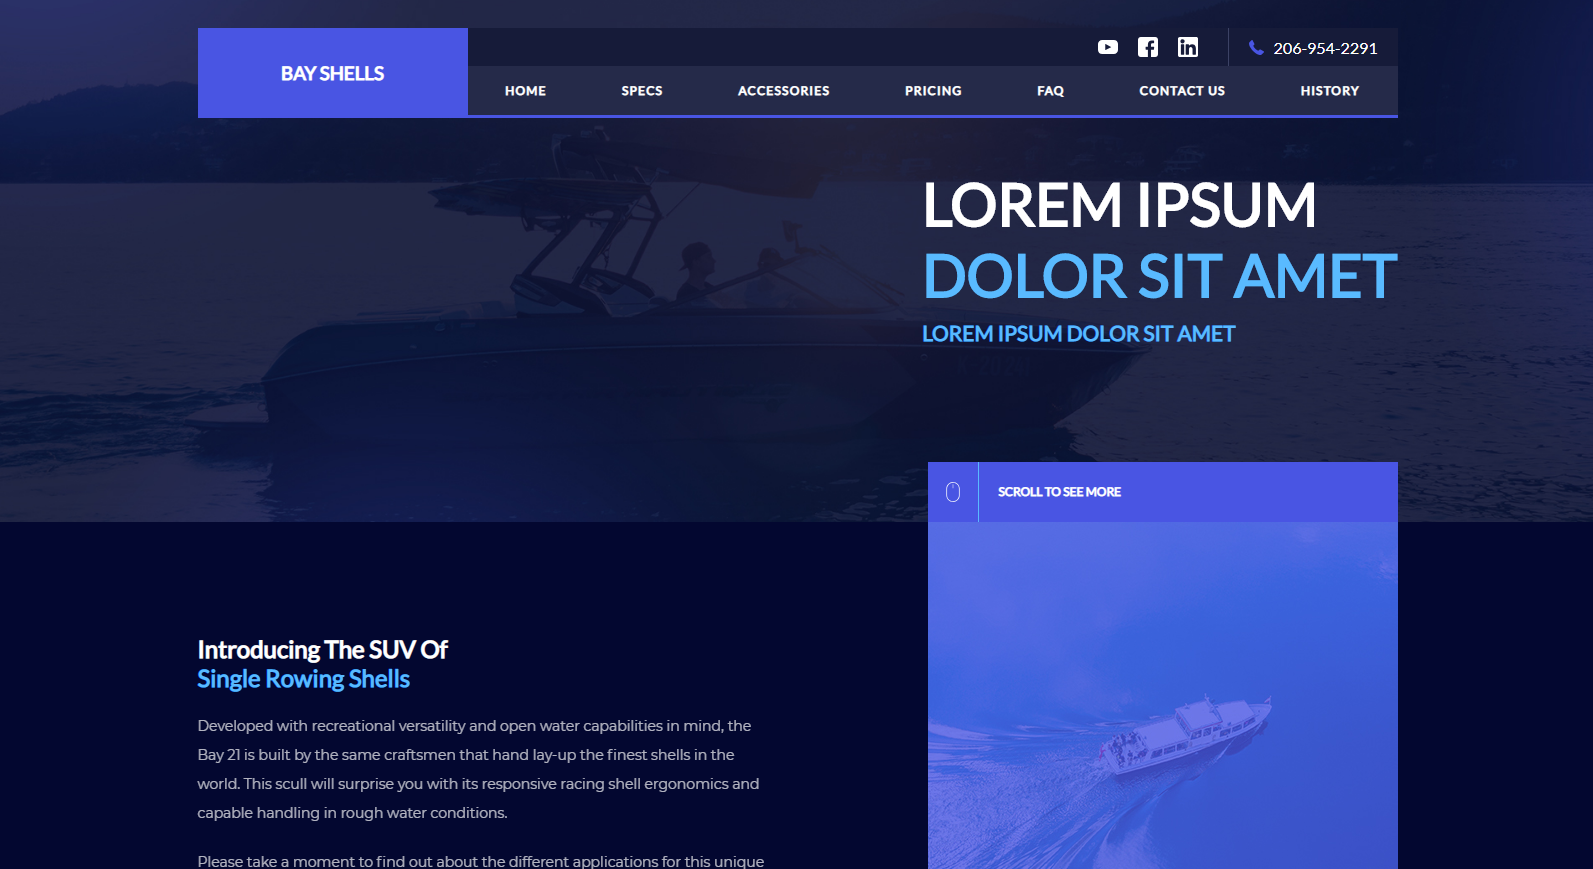 BAY SHELLS
206-954-2291
HOME SPECS ACCESSORIES PRICING FAQ CONTACT US HISTORY
LOREM IPSUM
DOLOR SIT AMET
LOREM IPSUM DOLOR SIT AMET
SCROLL TO SEE MORE
Introducing The SUV Of
Single Rowing Shells
Developed with recreational versatility and open water capabilities in mind, the
Bay 21 is built by the same craftsmen that hand lay-up the finest shells in the
world. This scull will surprise you with its responsive racing shell ergonomics and
capable handling in rough water conditions.
Please take a moment to find out about the different applications for this unique